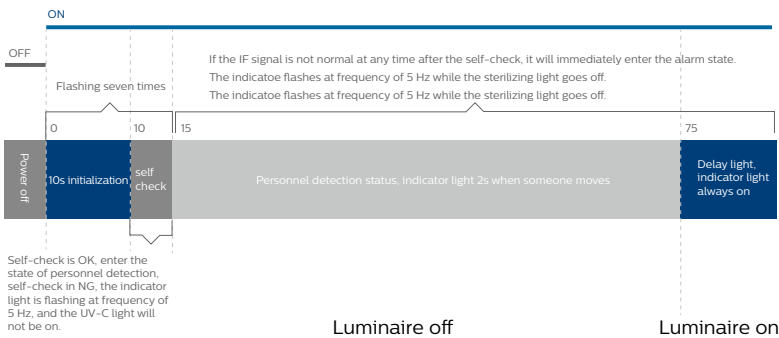 ON
OFF
If the IF signal is not normal at any time after the self-check, it will immediately enter the alarm state.
The indicatoe flashes at frequency of 5 Hz while the sterilizing light goes off.
The indicatoe flashes at frequency of 5 Hz while the sterilizing light goes off.
Flashing seven times
0
10
15
75
Power off
10s initialization
self
check
Personnel detection status, indicator light 2s when someone moves
Delay light,
indicator light
always on
Self-check is OK, enter the
state of personnel detection,
self-check in NG, the indicator
light is flashing at frequency of
5 Hz, and the UV-C light will
not be on.
Luminaire off
Luminaire on